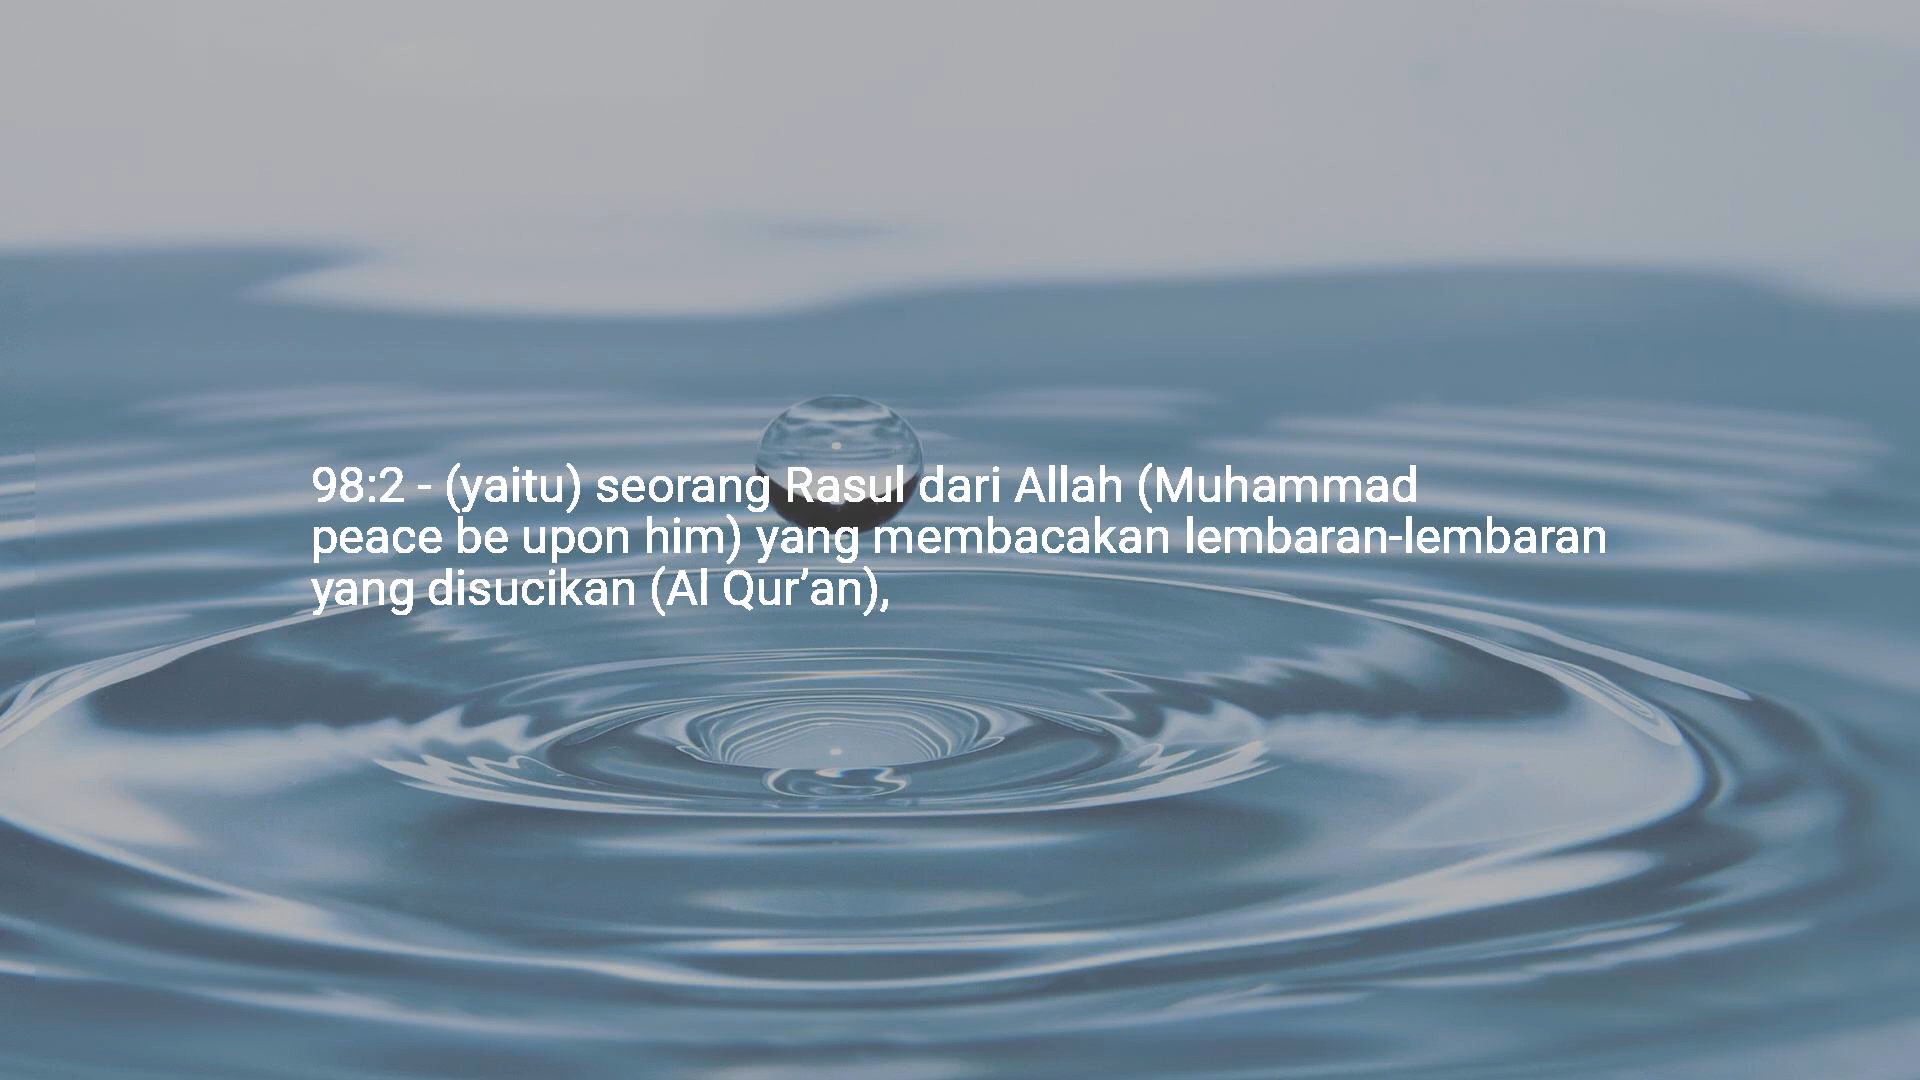 98:2 - (yaitu) seorang Rasul dari Allah (Muhammad
peace be upon him) yang membacakan lembaran-lembaran
yang disucikan (Al Qur’an),